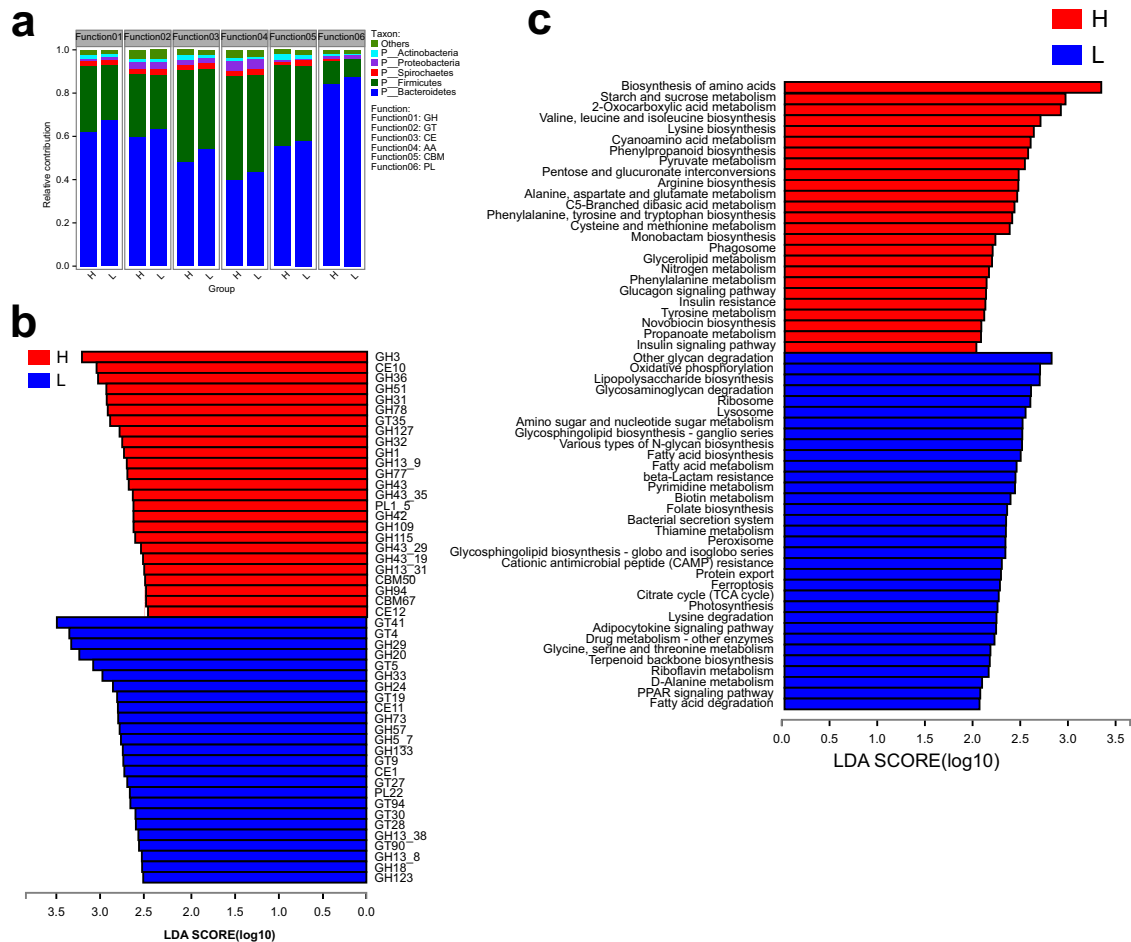 a
Function01 Function02 Function03 Function04 Function05 Function06
1.0
0.8
0.6
0.4
0.2
0.0
Relative contribution
H L H L H L H L H L H L
Group
Taxon:
Others
P__Actinobacteria
P__Proteobacteria
P__Spirochaetes
P__Firmicutes
P__Bacteroidetes
Function:
Function01: GH
Function02: GT
Function03: CE
Function04: AA
Function05: CBM
Function06: PL
b
H
L
GH3
CE10
GH36
GH51
GH31
GH78
GT35
GH127
GH32
GH1
GH13_9
GH77
GH43
GH43_35
PL1_5
GH42
GH109
GH115
GH43_29
GH43_19
GH13_31
CBM50
GH94
CBM67
CE12
GT41
GT4
GH29
GH20
GT5
GH33
GH24
GT19
CE11
GH73
GH57
GH5_7
GH133
GT9
CE1
GT27
PL22
GT94
GT30
GT28
GH13_38
GT90
GH13_8
GH18
GH123
3.5 3.0 2.5 2.0 1.5 1.0 0.5 0.0
LDA SCORE(log10)
c
H
L
Biosynthesis of amino acids
Starch and sucrose metabolism
2-Oxocarboxylic acid metabolism
Valine, leucine and isoleucine biosynthesis
Lysine biosynthesis
Cyanoamino acid metabolism
Phenylpropanoid biosynthesis
Pyruvate metabolism
Pentose and glucuronate interconversions
Arginine biosynthesis
Alanine, aspartate and glutamate metabolism
C5-Branched dibasic acid metabolism
Phenylalanine, tyrosine and tryptophan biosynthesis
Cysteine and methionine metabolism
Monobactam biosynthesis
Phagosome
Glycerolipid metabolism
Nitrogen metabolism
Phenylalanine metabolism
Glucagon signaling pathway
Insulin resistance
Tyrosine metabolism
Novobiocin biosynthesis
Propanoate metabolism
Insulin signaling pathway
Other glycan degradation
Oxidative phosphorylation
Lipopolysaccharide biosynthesis
Glycosaminoglycan degradation
Ribosome
Lysosome
Amino sugar and nucleotide sugar metabolism
Glycosphingolipid biosynthesis - ganglio series
Various types of N-glycan biosynthesis
Fatty acid biosynthesis
Fatty acid metabolism
beta-Lactam resistance
Pyrimidine metabolism
Biotin metabolism
Folate biosynthesis
Bacterial secretion system
Thiamine metabolism
Peroxisome
Glycosphingolipid biosynthesis - globo and isoglobo series
Cationic antimicrobial peptide (CAMP) resistance
Protein export
Ferroptosis
Citrate cycle (TCA cycle)
Photosynthesis
Lysine degradation
Adipocytokine signaling pathway
Drug metabolism - other enzymes
Glycine, serine and threonine metabolism
Terpenoid backbone biosynthesis
Riboflavin metabolism
D-Alanine metabolism
PPAR signaling pathway
Fatty acid degradation
0.0 0.5 1.0 1.5 2.0 2.5 3.0 3.5
LDA SCORE(log10)